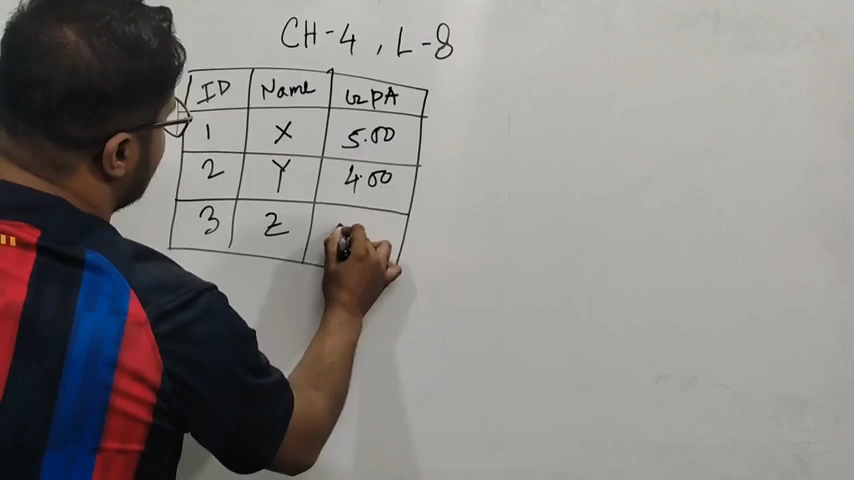 CH-4, L-8
ID Name GPA
1 X 5.00
2 Y 4.00
3 Z